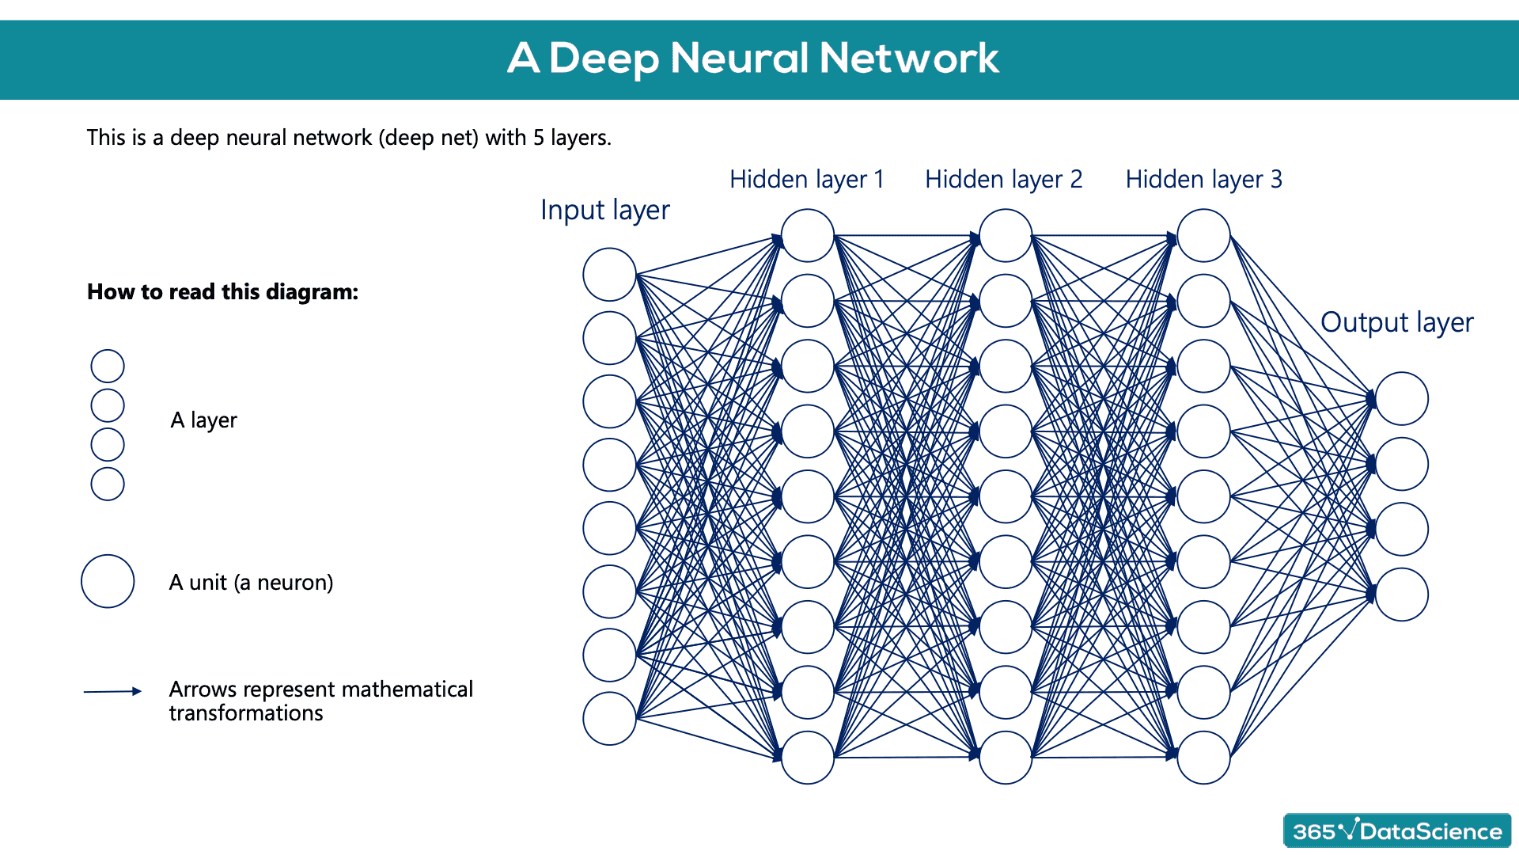 A Deep Neural Network
This is a deep neural network (deep net) with 5 layers.
Hidden layer 1
Hidden layer 2
Hidden layer 3
Input layer
Output layer
How to read this diagram:
A layer
A unit (a neuron)
Arrows represent mathematical
transformations
365 DataScience